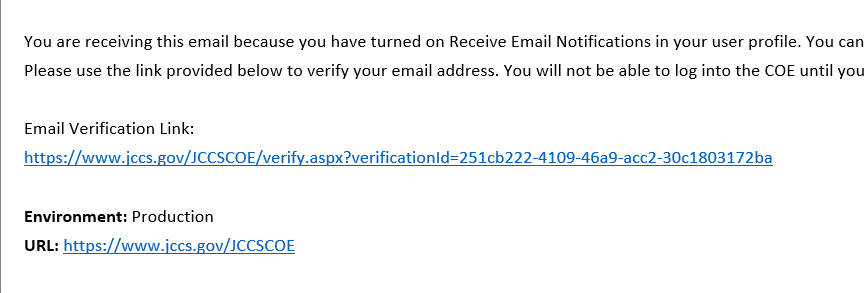 You are receiving this email because you have turned on Receive Email Notifications in your user profile. You can
Please use the link provided below to verify your email address. You will not be able to log into the COE until you
Email Verification Link:
https://www.jccs.gov/JCCSCOE/verify.aspx?verificationId=251cb222-4109-46a9-acc2-30c1803172ba
Environment: Production
URL: https://www.jccs.gov/JCCSCOE